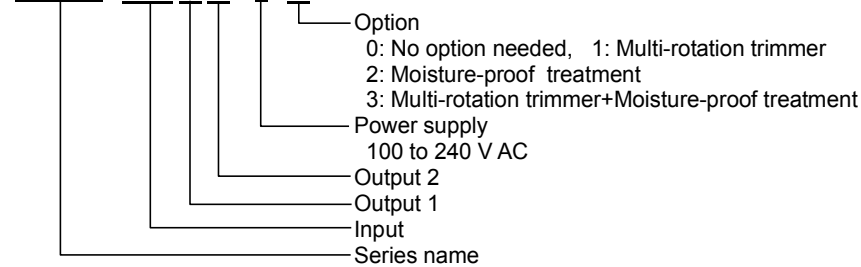 Option
0: No option needed, 1: Multi-rotation trimmer
2: Moisture-proof treatment
3: Multi-rotation trimmer+Moisture-proof treatment
Power supply
100 to 240 V AC
Output 2
Output 1
Input
Series name